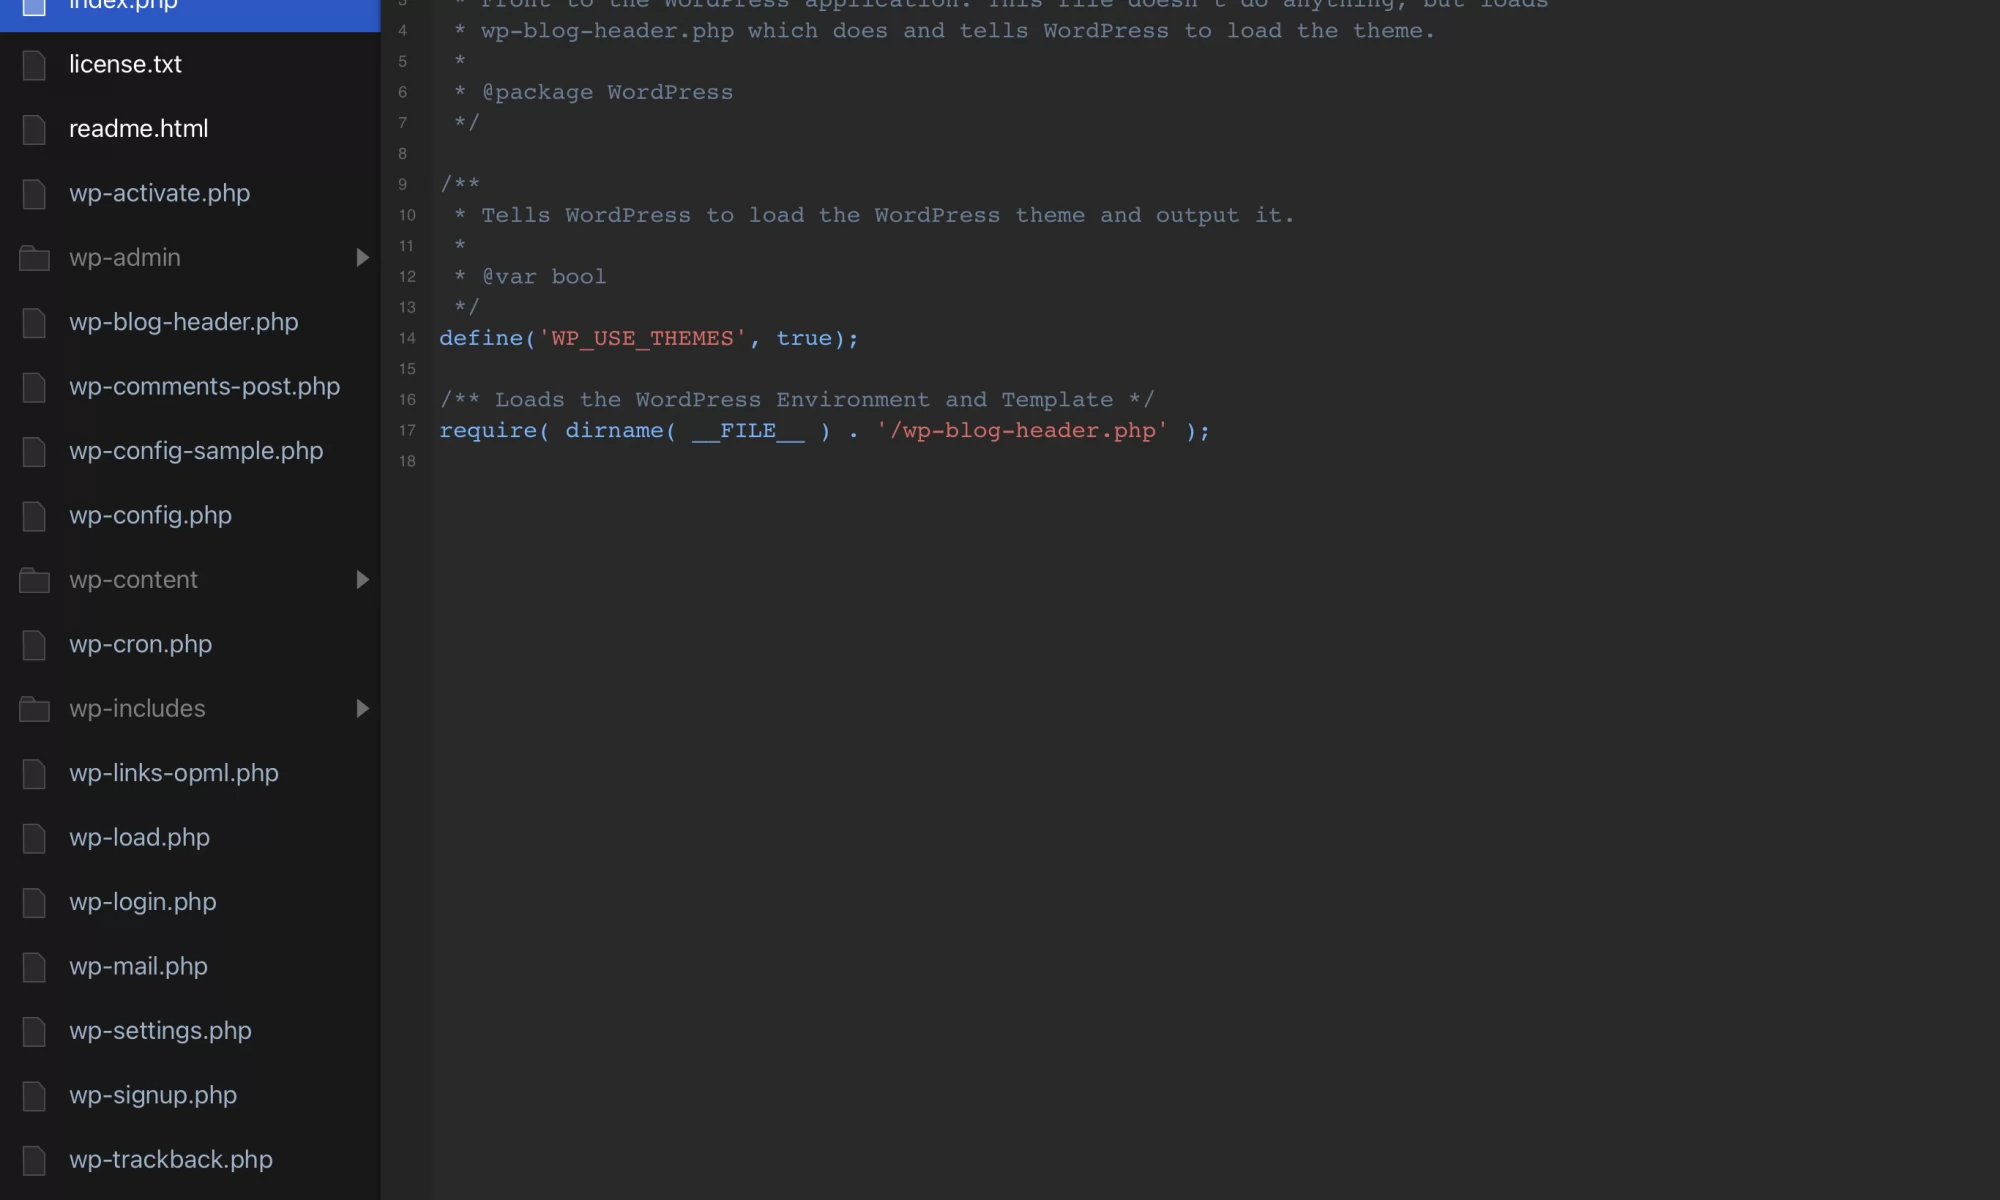 index.php
license.txt
readme.html
wp-activate.php
wp-admin
wp-blog-header.php
wp-comments-post.php
wp-config-sample.php
wp-config.php
wp-content
wp-cron.php
wp-includes
wp-links-opml.php
wp-load.php
wp-login.php
wp-mail.php
wp-settings.php
wp-signup.php
wp-trackback.php
3 * Front to the WordPress application. This file doesn't do anything, but loads
4 * wp-blog-header.php which does and tells WordPress to load the theme.
5 *
6 * @package WordPress
7 */
8
9 /**
10 * Tells WordPress to load the WordPress theme and output it.
11 *
12 * @var bool
13 */
14 define('WP_USE_THEMES', true);
15
16 /** Loads the WordPress Environment and Template */
17 require( dirname( __FILE__ ) . '/wp-blog-header.php' );
18